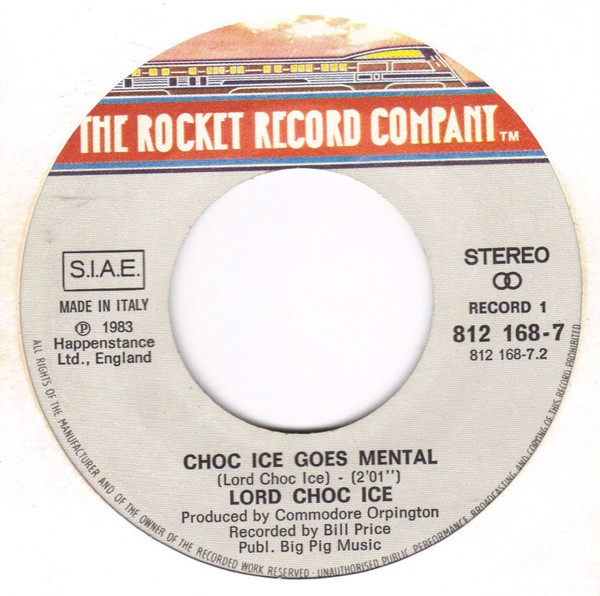 THE ROCKET RECORD COMPANY TM
S.I.A.E.
MADE IN ITALY
℗ 1983
Happenstance
Ltd., England
STEREO
RECORD 1
812 168-7
812 168-7.2
CHOC ICE GOES MENTAL
(Lord Choc Ice) - (2'01'')
LORD CHOC ICE
Produced by Commodore Orpington
Recorded by Bill Price
Publ. Big Pig Music
ALL RIGHTS OF THE MANUFACTURER AND OF THE OWNER OF THE RECORDED WORK RESERVED · UNAUTHORISED PUBLIC PERFORMANCE, BROADCASTING AND COPYING OF THIS RECORD PROHIBITED